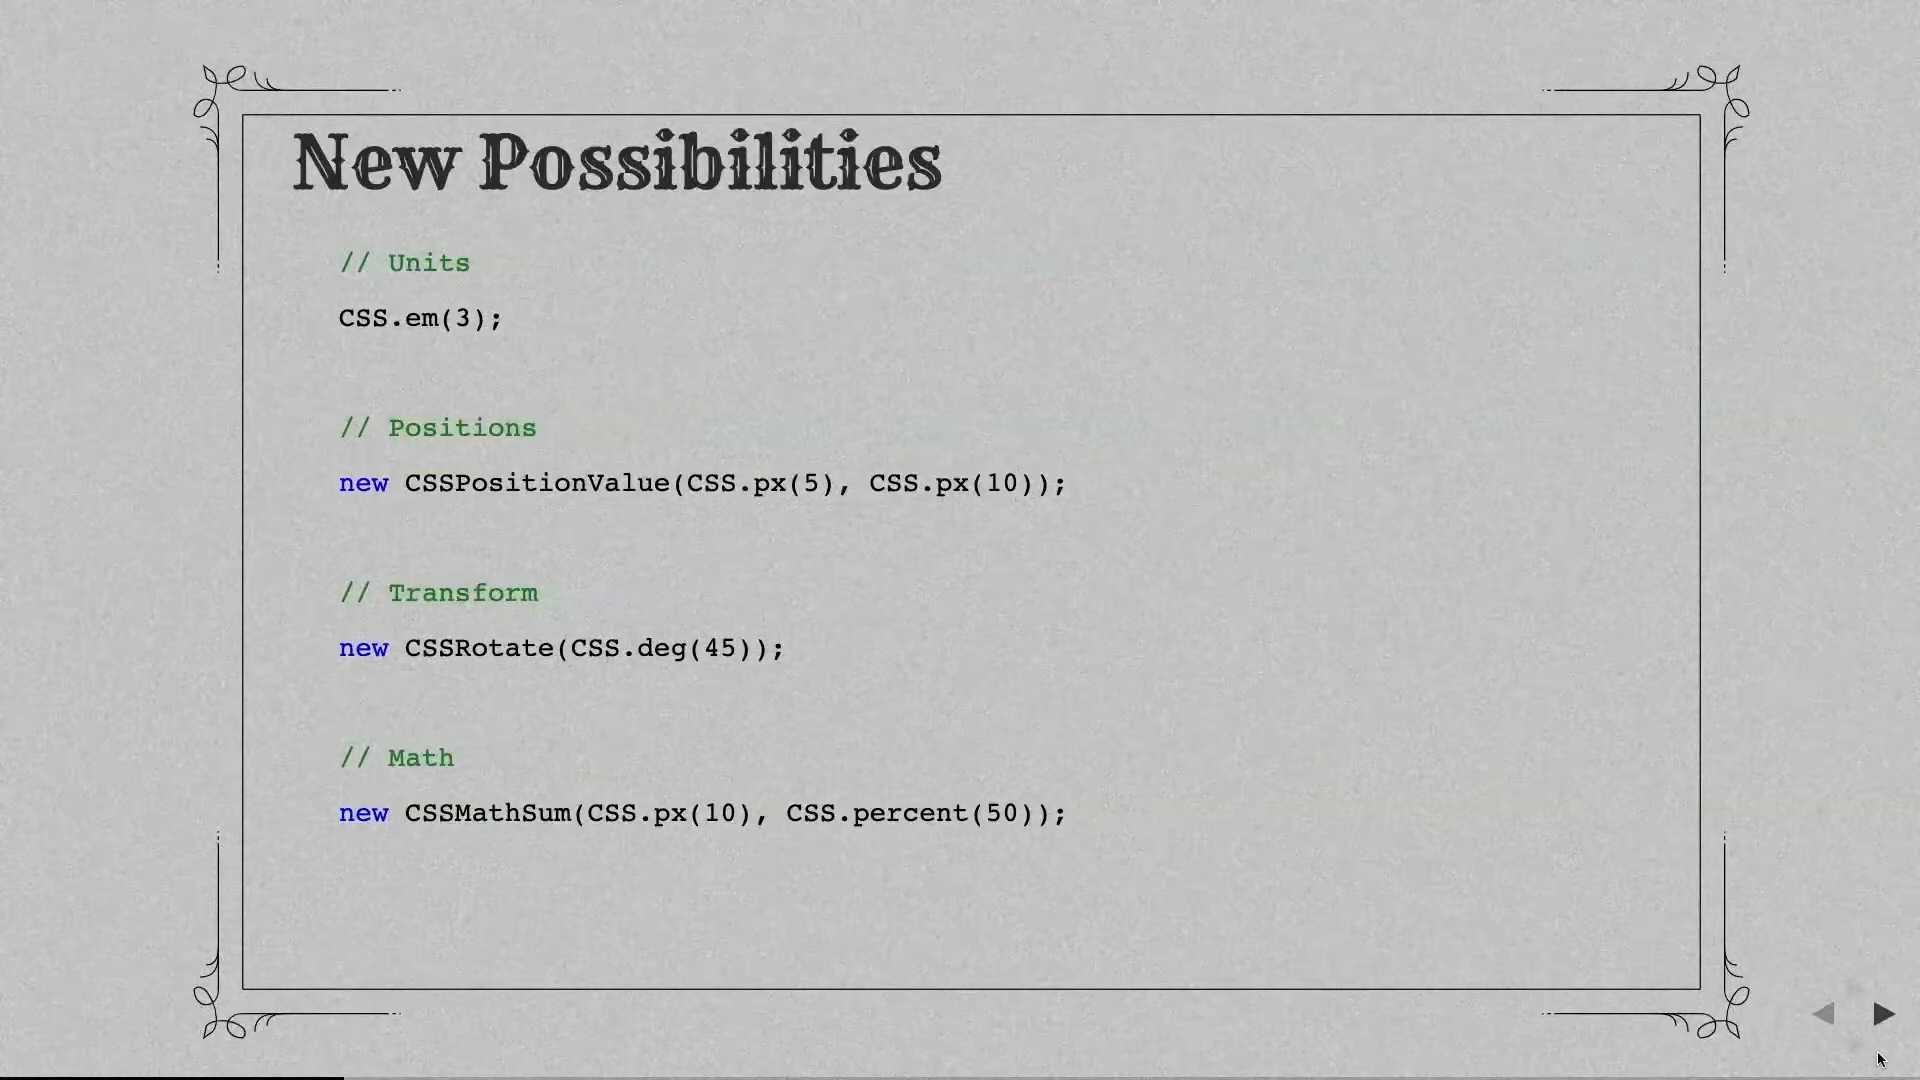 New Possibilities
// Units
CSS.em(3);
// Positions
new CSSPositionValue(CSS.px(5), CSS.px(10));
// Transform
new CSSRotate(CSS.deg(45));
// Math
new CSSMathSum(CSS.px(10), CSS.percent(50));